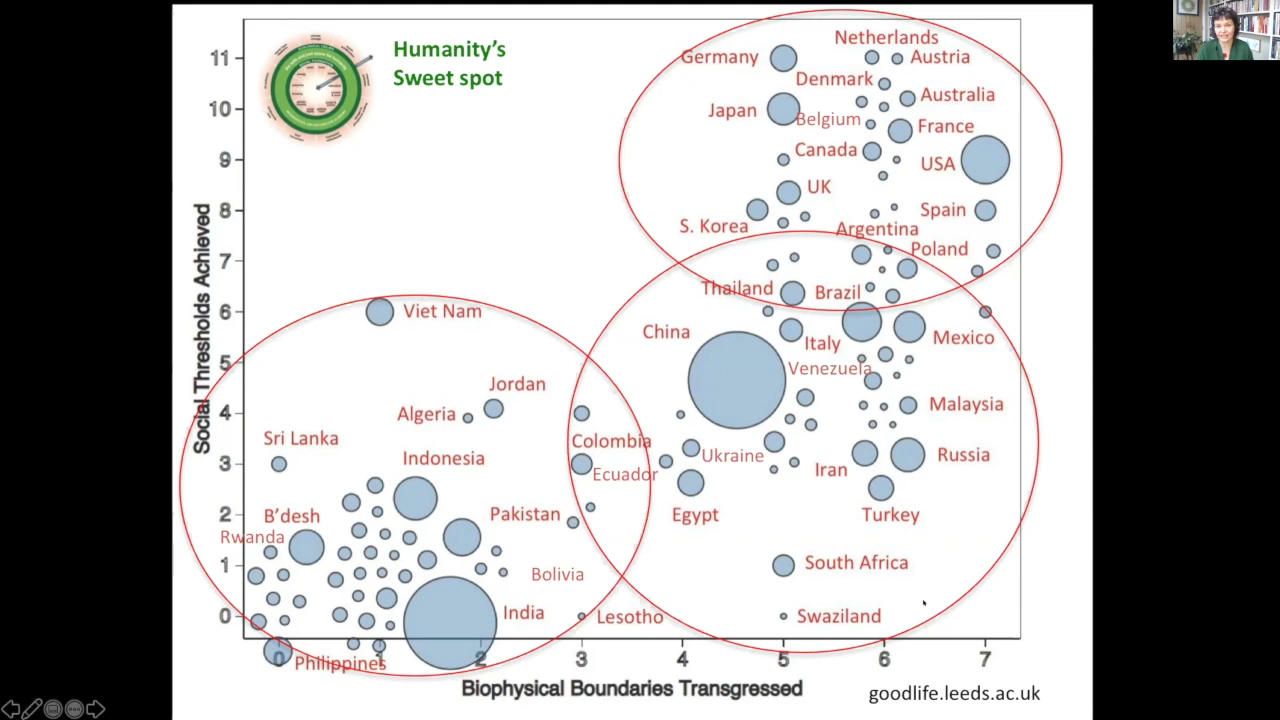 Humanity's
Sweet spot
Social Thresholds Achieved
11
10
9
8
7
6
5
4
3
2
1
0
Germany
Netherlands
Austria
Denmark
Australia
Japan
Belgium
France
Canada
USA
UK
Spain
S. Korea
Argentina
Poland
Thailand
Brazil
Viet Nam
China
Italy
Mexico
Venezuela
Jordan
Algeria
Malaysia
Sri Lanka
Colombia
Indonesia
Ecuador
Ukraine
Iran
Russia
B'desh
Pakistan
Egypt
Turkey
Rwanda
Bolivia
South Africa
India
Lesotho
Swaziland
Philippines
0
1
2
3
4
5
6
7
Biophysical Boundaries Transgressed
goodlife.leeds.ac.uk